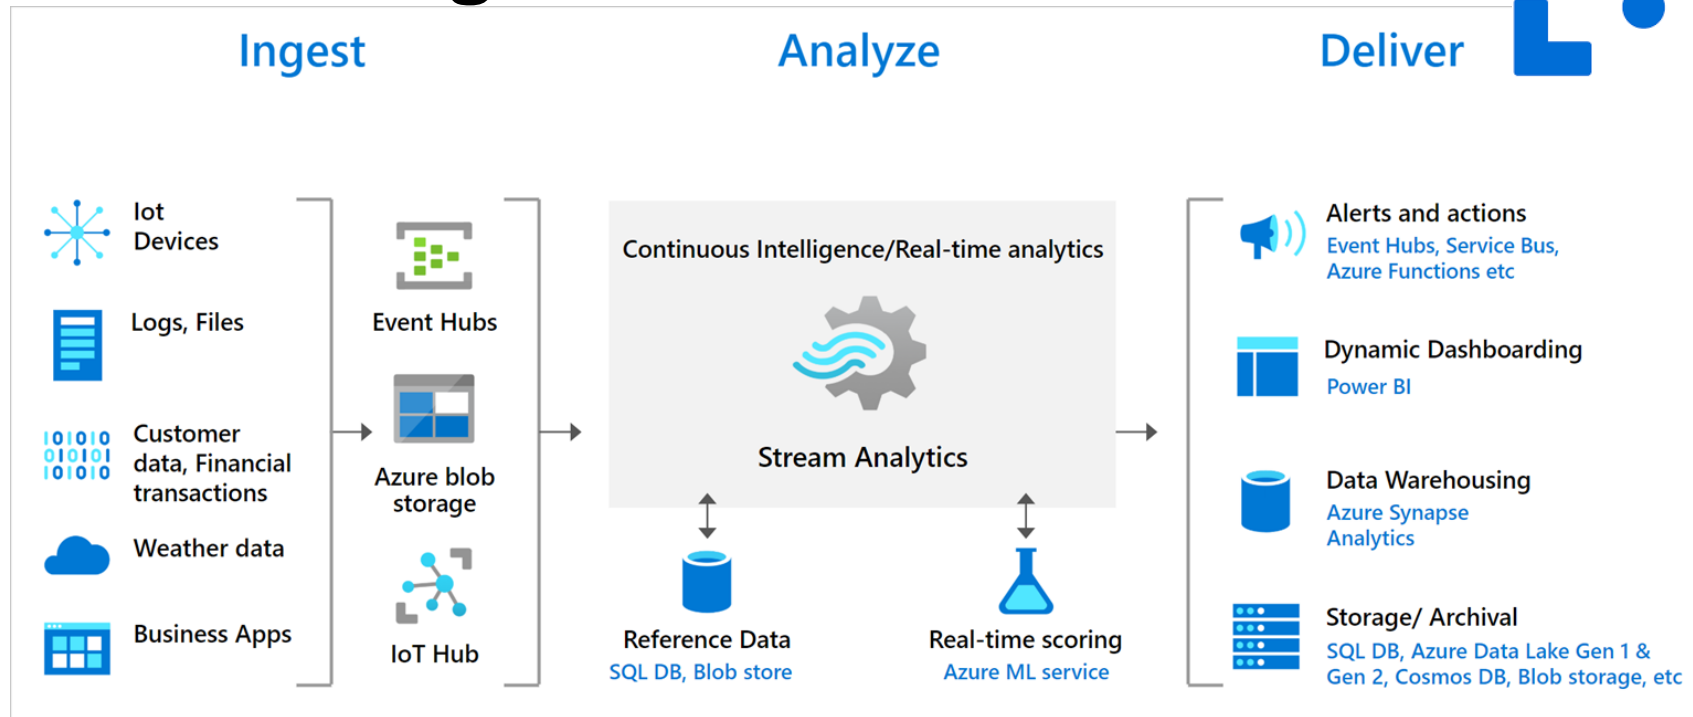 Ingest
Analyze
Deliver
Iot
Devices
Logs, Files
Customer
data, Financial
transactions
Weather data
Business Apps
Event Hubs
Azure blob
storage
IoT Hub
Continuous Intelligence/Real-time analytics
Stream Analytics
Reference Data
SQL DB, Blob store
Real-time scoring
Azure ML service
Alerts and actions
Event Hubs, Service Bus,
Azure Functions etc
Dynamic Dashboarding
Power BI
Data Warehousing
Azure Synapse
Analytics
Storage/ Archival
SQL DB, Azure Data Lake Gen 1 &
Gen 2, Cosmos DB, Blob storage, etc